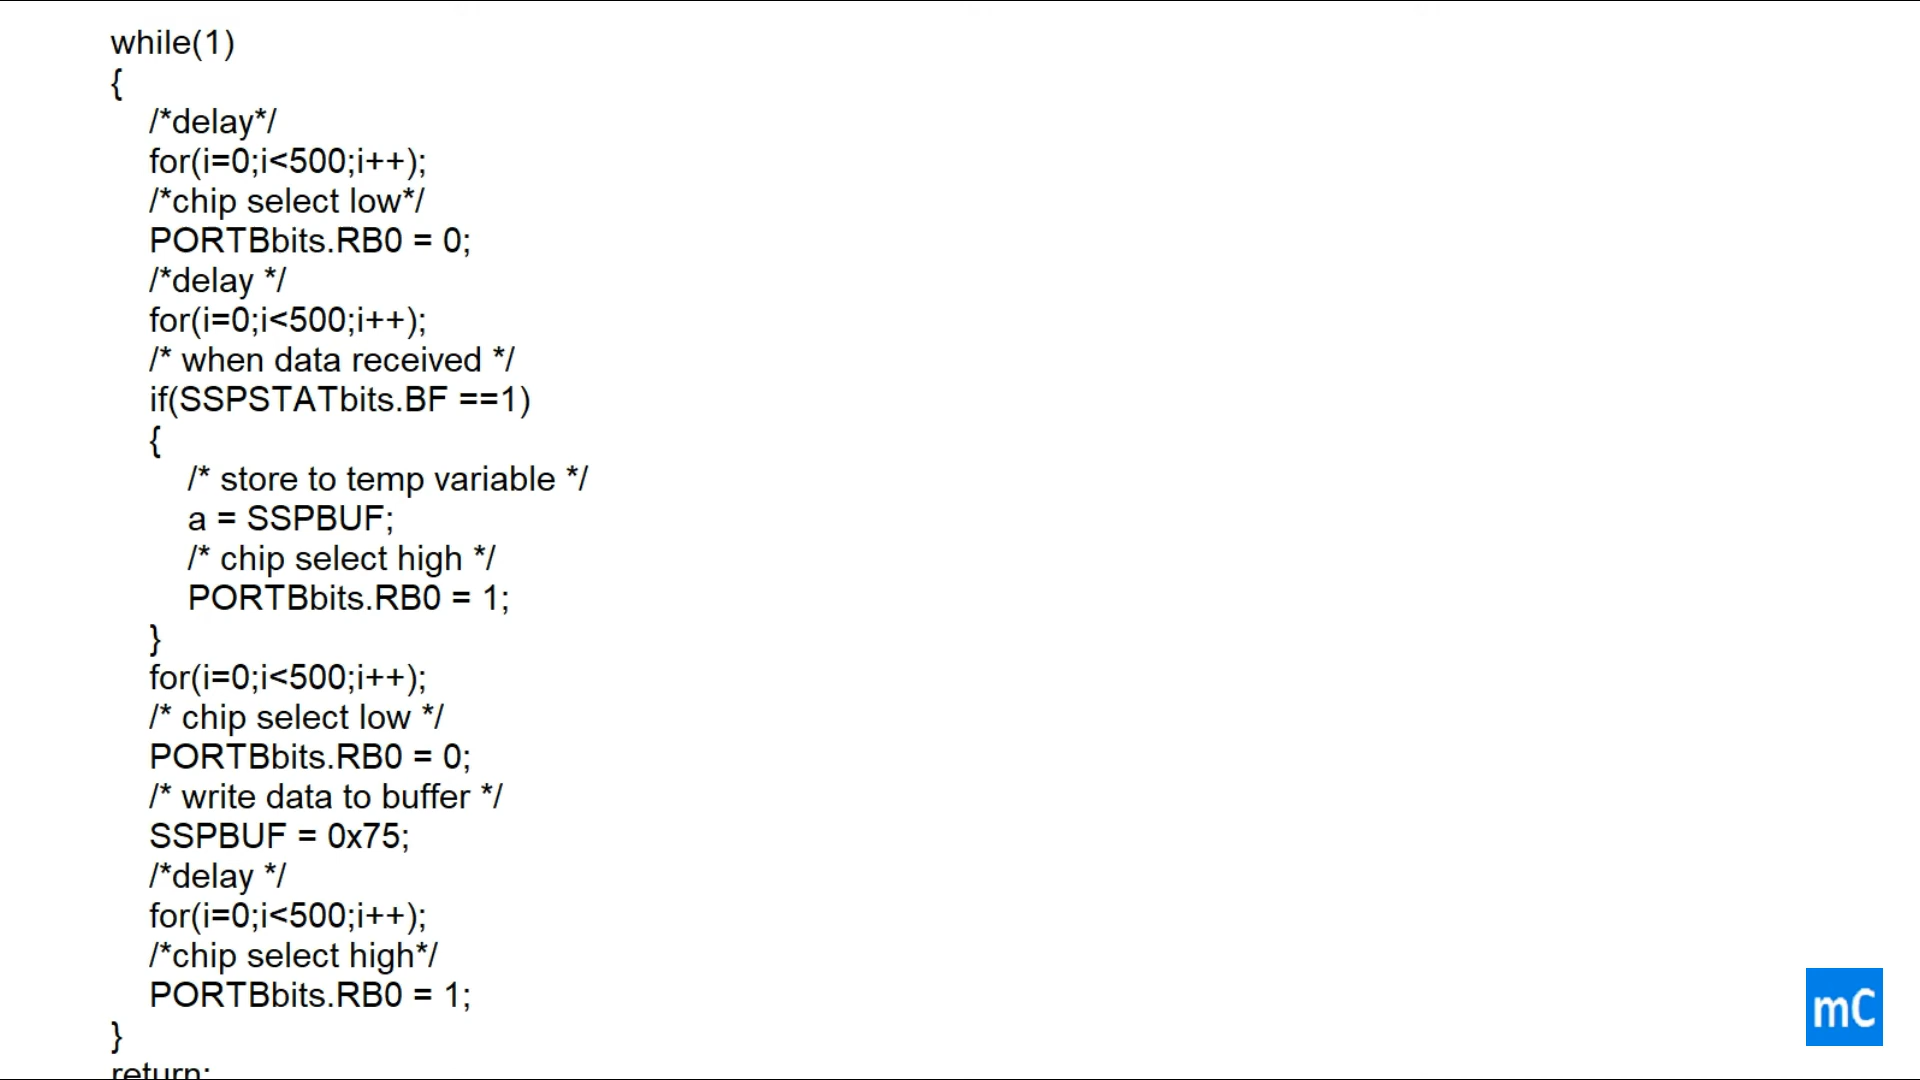 while(1)
{
/*delay*/
for(i=0;i<500;i++);
/*chip select low*/
PORTBbits.RB0 = 0;
/*delay */
for(i=0;i<500;i++);
/* when data received */
if(SSPSTATbits.BF ==1)
{
/* store to temp variable */
a = SSPBUF;
/* chip select high */
PORTBbits.RB0 = 1;
}
for(i=0;i<500;i++);
/* chip select low */
PORTBbits.RB0 = 0;
/* write data to buffer */
SSPBUF = 0x75;
/*delay */
for(i=0;i<500;i++);
/*chip select high*/
PORTBbits.RB0 = 1;
}
return;
mC